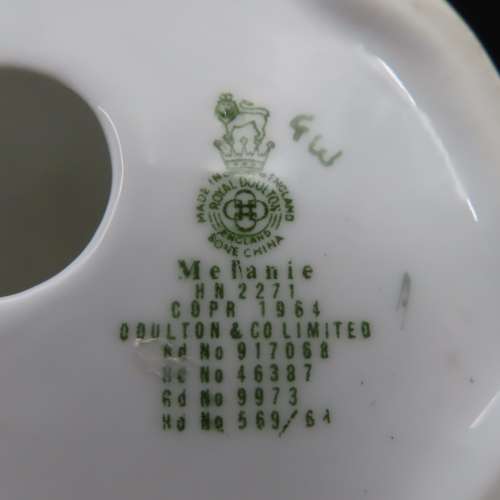 GW
MADE IN ENGLAND
ROYAL DOULTON
ENGLAND
BONE CHINA
Melanie
HN 2271
COPR 1964
DOULTON & CO LIMITED
Rd No 917068
Rd No 46387
Rd No 9973
Rd No 569/64